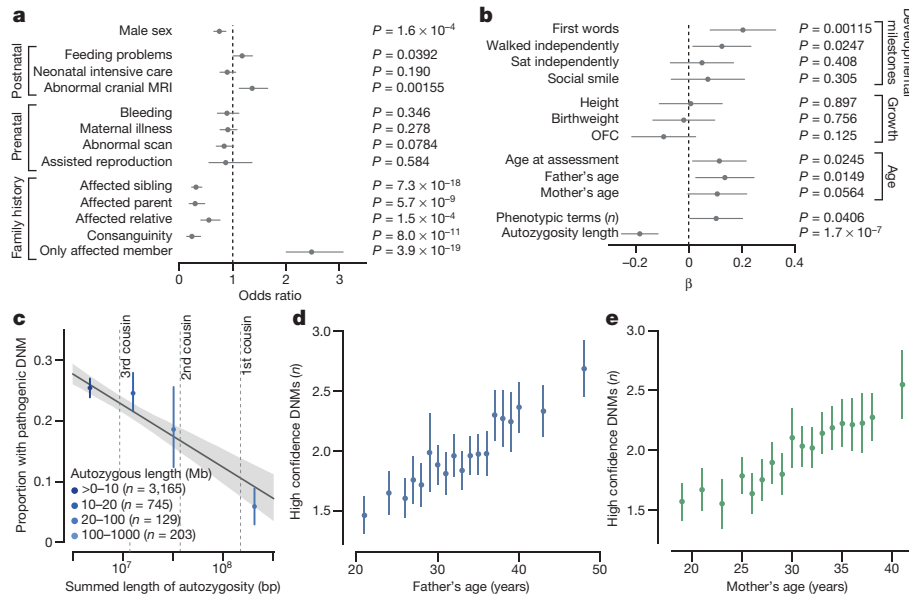 a
Male sex P = 1.6 × 10⁻⁴
Postnatal
Feeding problems P = 0.0392
Neonatal intensive care P = 0.190
Abnormal cranial MRI P = 0.00155
Prenatal
Bleeding P = 0.346
Maternal illness P = 0.278
Abnormal scan P = 0.0784
Assisted reproduction P = 0.584
Family history
Affected sibling P = 7.3 × 10⁻¹⁸
Affected parent P = 5.7 × 10⁻⁹
Affected relative P = 1.5 × 10⁻⁴
Consanguinity P = 8.0 × 10⁻¹¹
Only affected member P = 3.9 × 10⁻¹⁹
0 1 2 3
Odds ratio
b
First words P = 0.00115
Walked independently P = 0.0247
Sat independently P = 0.408
Social smile P = 0.305
Developmental
milestones
Height P = 0.897
Birthweight P = 0.756
OFC P = 0.125
Growth
Age at assessment P = 0.0245
Father's age P = 0.0149
Mother's age P = 0.0564
Age
Phenotypic terms (n) P = 0.0406
Autozygosity length P = 1.7 × 10⁻⁷
−0.2 0 0.2 0.4
β
c
Proportion with pathogenic DNM
0.3
0.2
0.1
0
3rd cousin
2nd cousin
1st cousin
Autozygous length (Mb)
>0–10 (n = 3,165)
10–20 (n = 745)
20–100 (n = 129)
100–1000 (n = 203)
10⁷ 10⁸
Summed length of autozygosity (bp)
d
High confidence DNMs (n)
3.0
2.5
2.0
1.5
20 30 40 50
Father's age (years)
e
High confidence DNMs (n)
3.0
2.5
2.0
1.5
20 25 30 35 40
Mother's age (years)